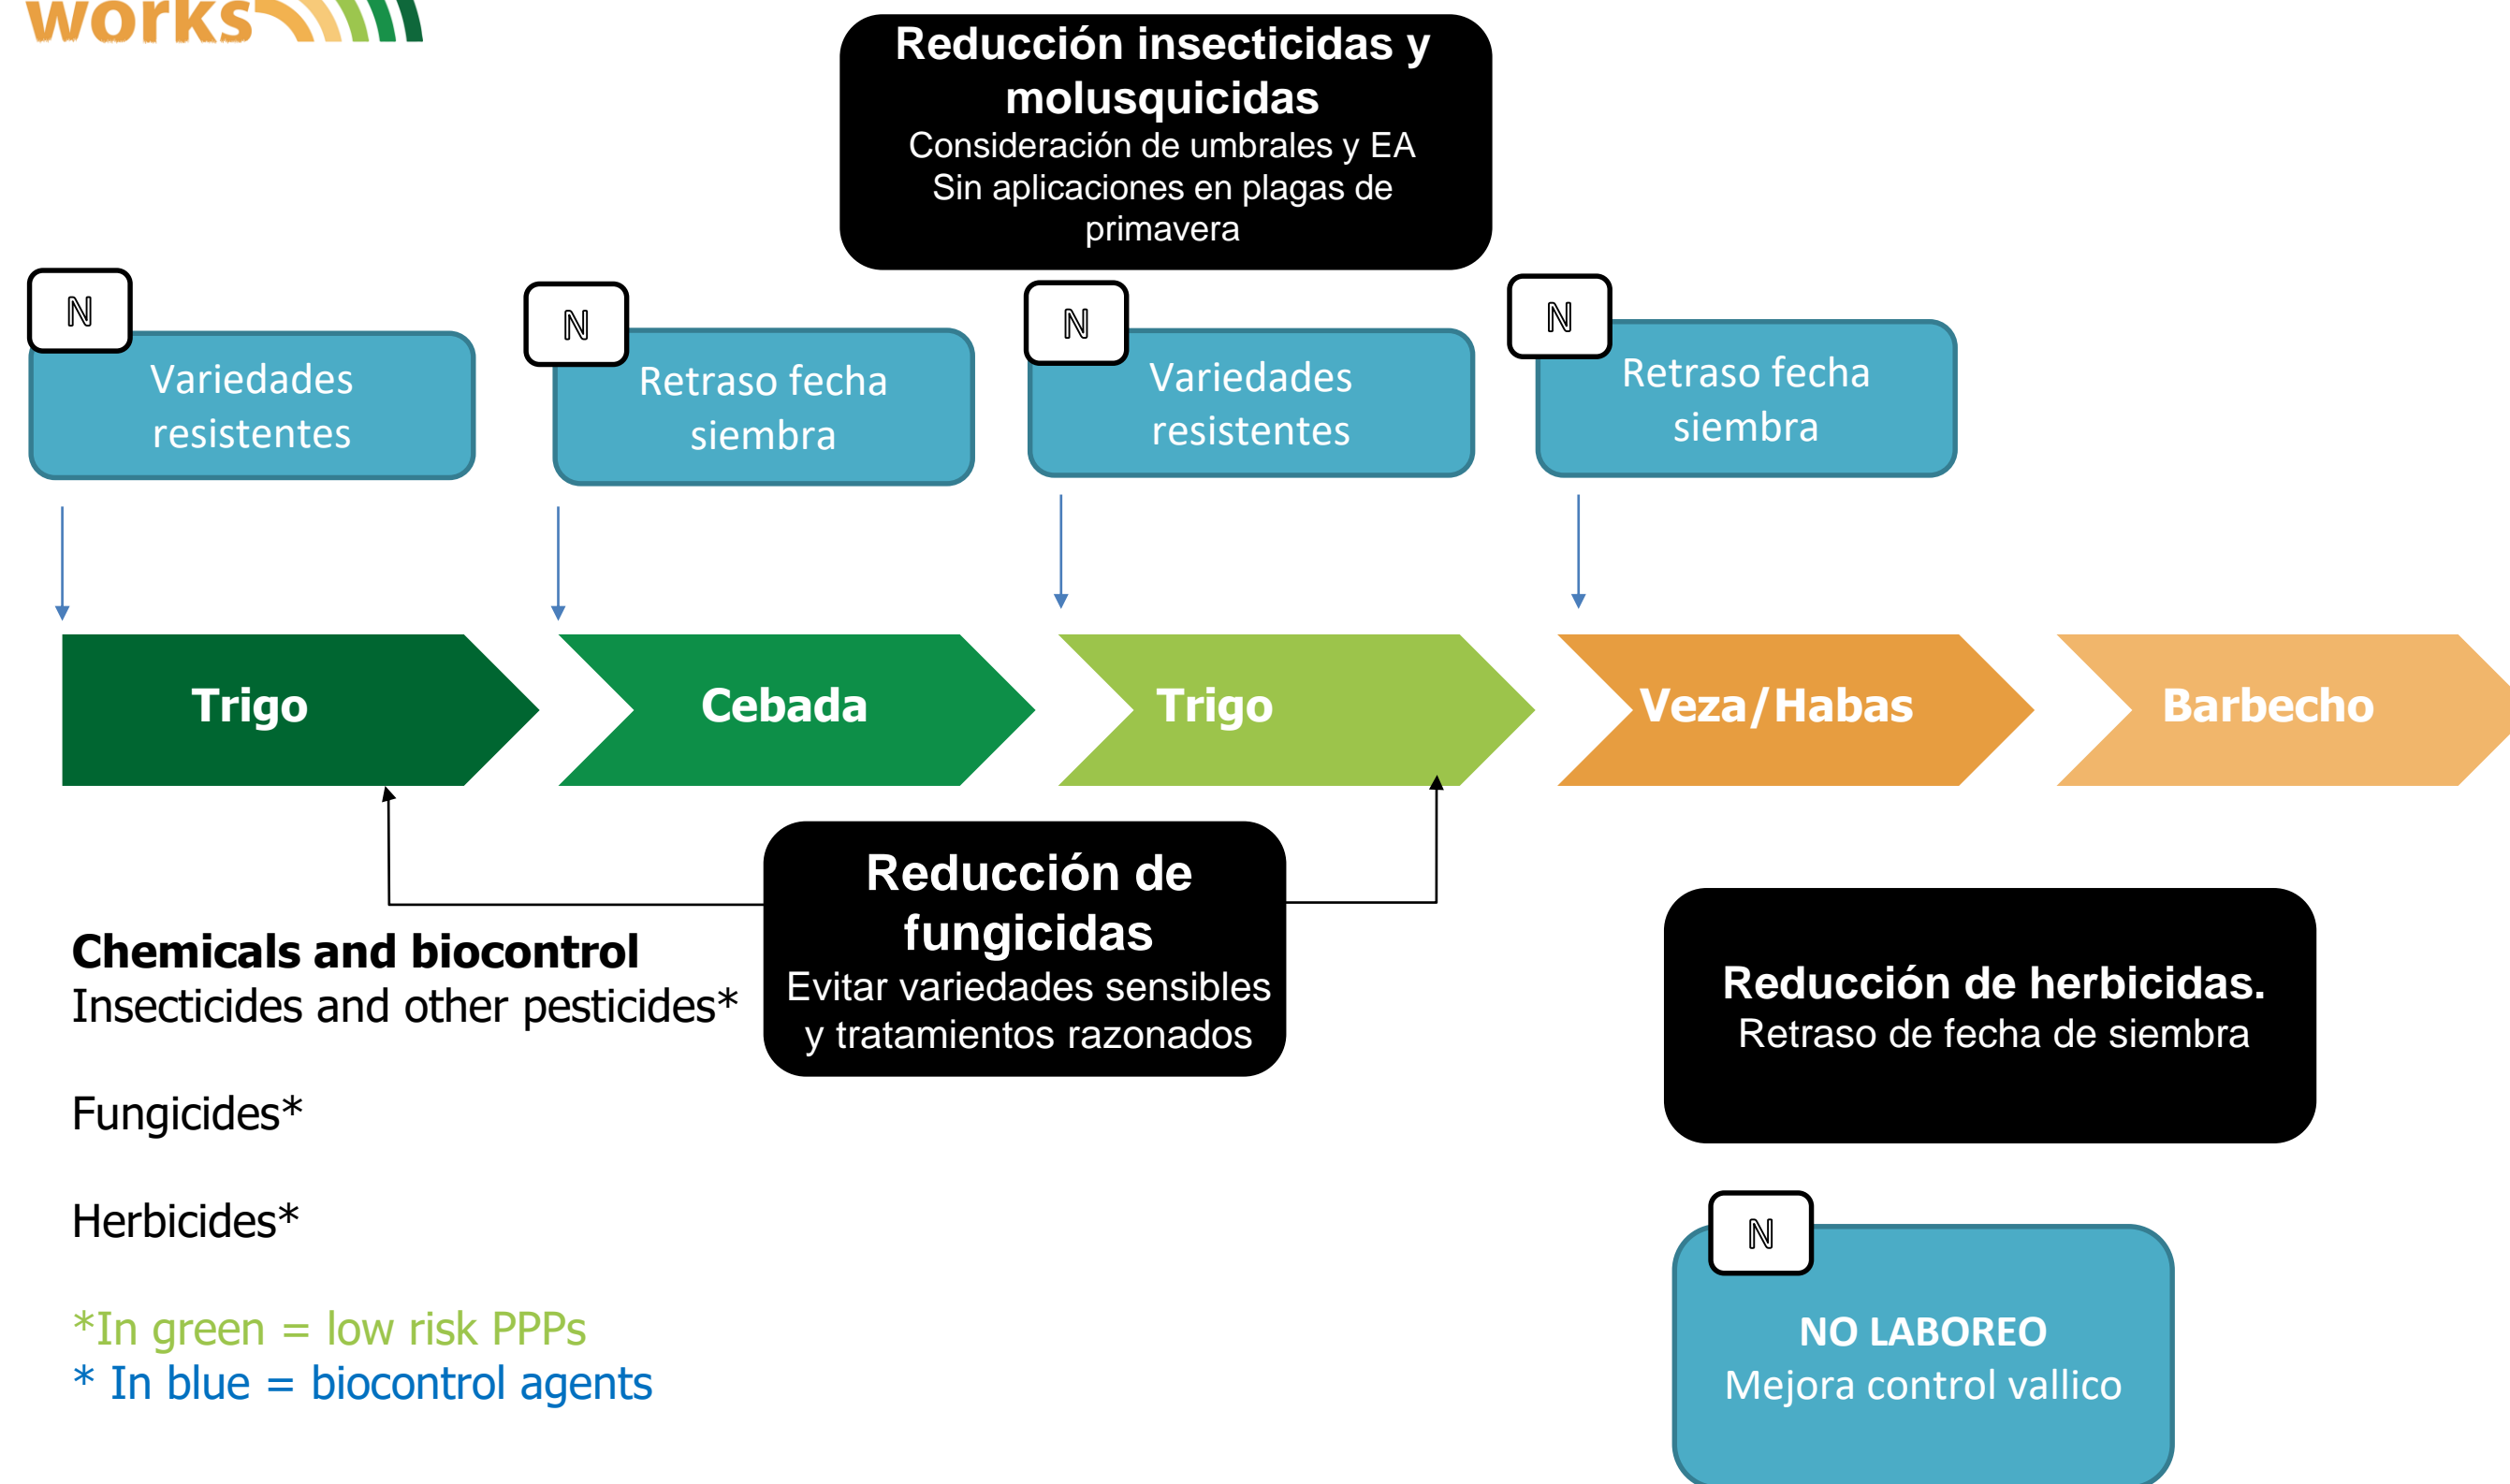 works
Reducción insecticidas y
molusquicidas
Consideración de umbrales y EA
Sin aplicaciones en plagas de
primavera
N
Variedades
resistentes
N
Retraso fecha
siembra
N
Variedades
resistentes
N
Retraso fecha
siembra
Trigo
Cebada
Trigo
Veza/Habas
Barbecho
Reducción de
fungicidas
Evitar variedades sensibles
y tratamientos razonados
Chemicals and biocontrol
Insecticides and other pesticides*
Fungicides*
Herbicides*
*In green = low risk PPPs
* In blue = biocontrol agents
Reducción de herbicidas.
Retraso de fecha de siembra
N
NO LABOREO
Mejora control vallico